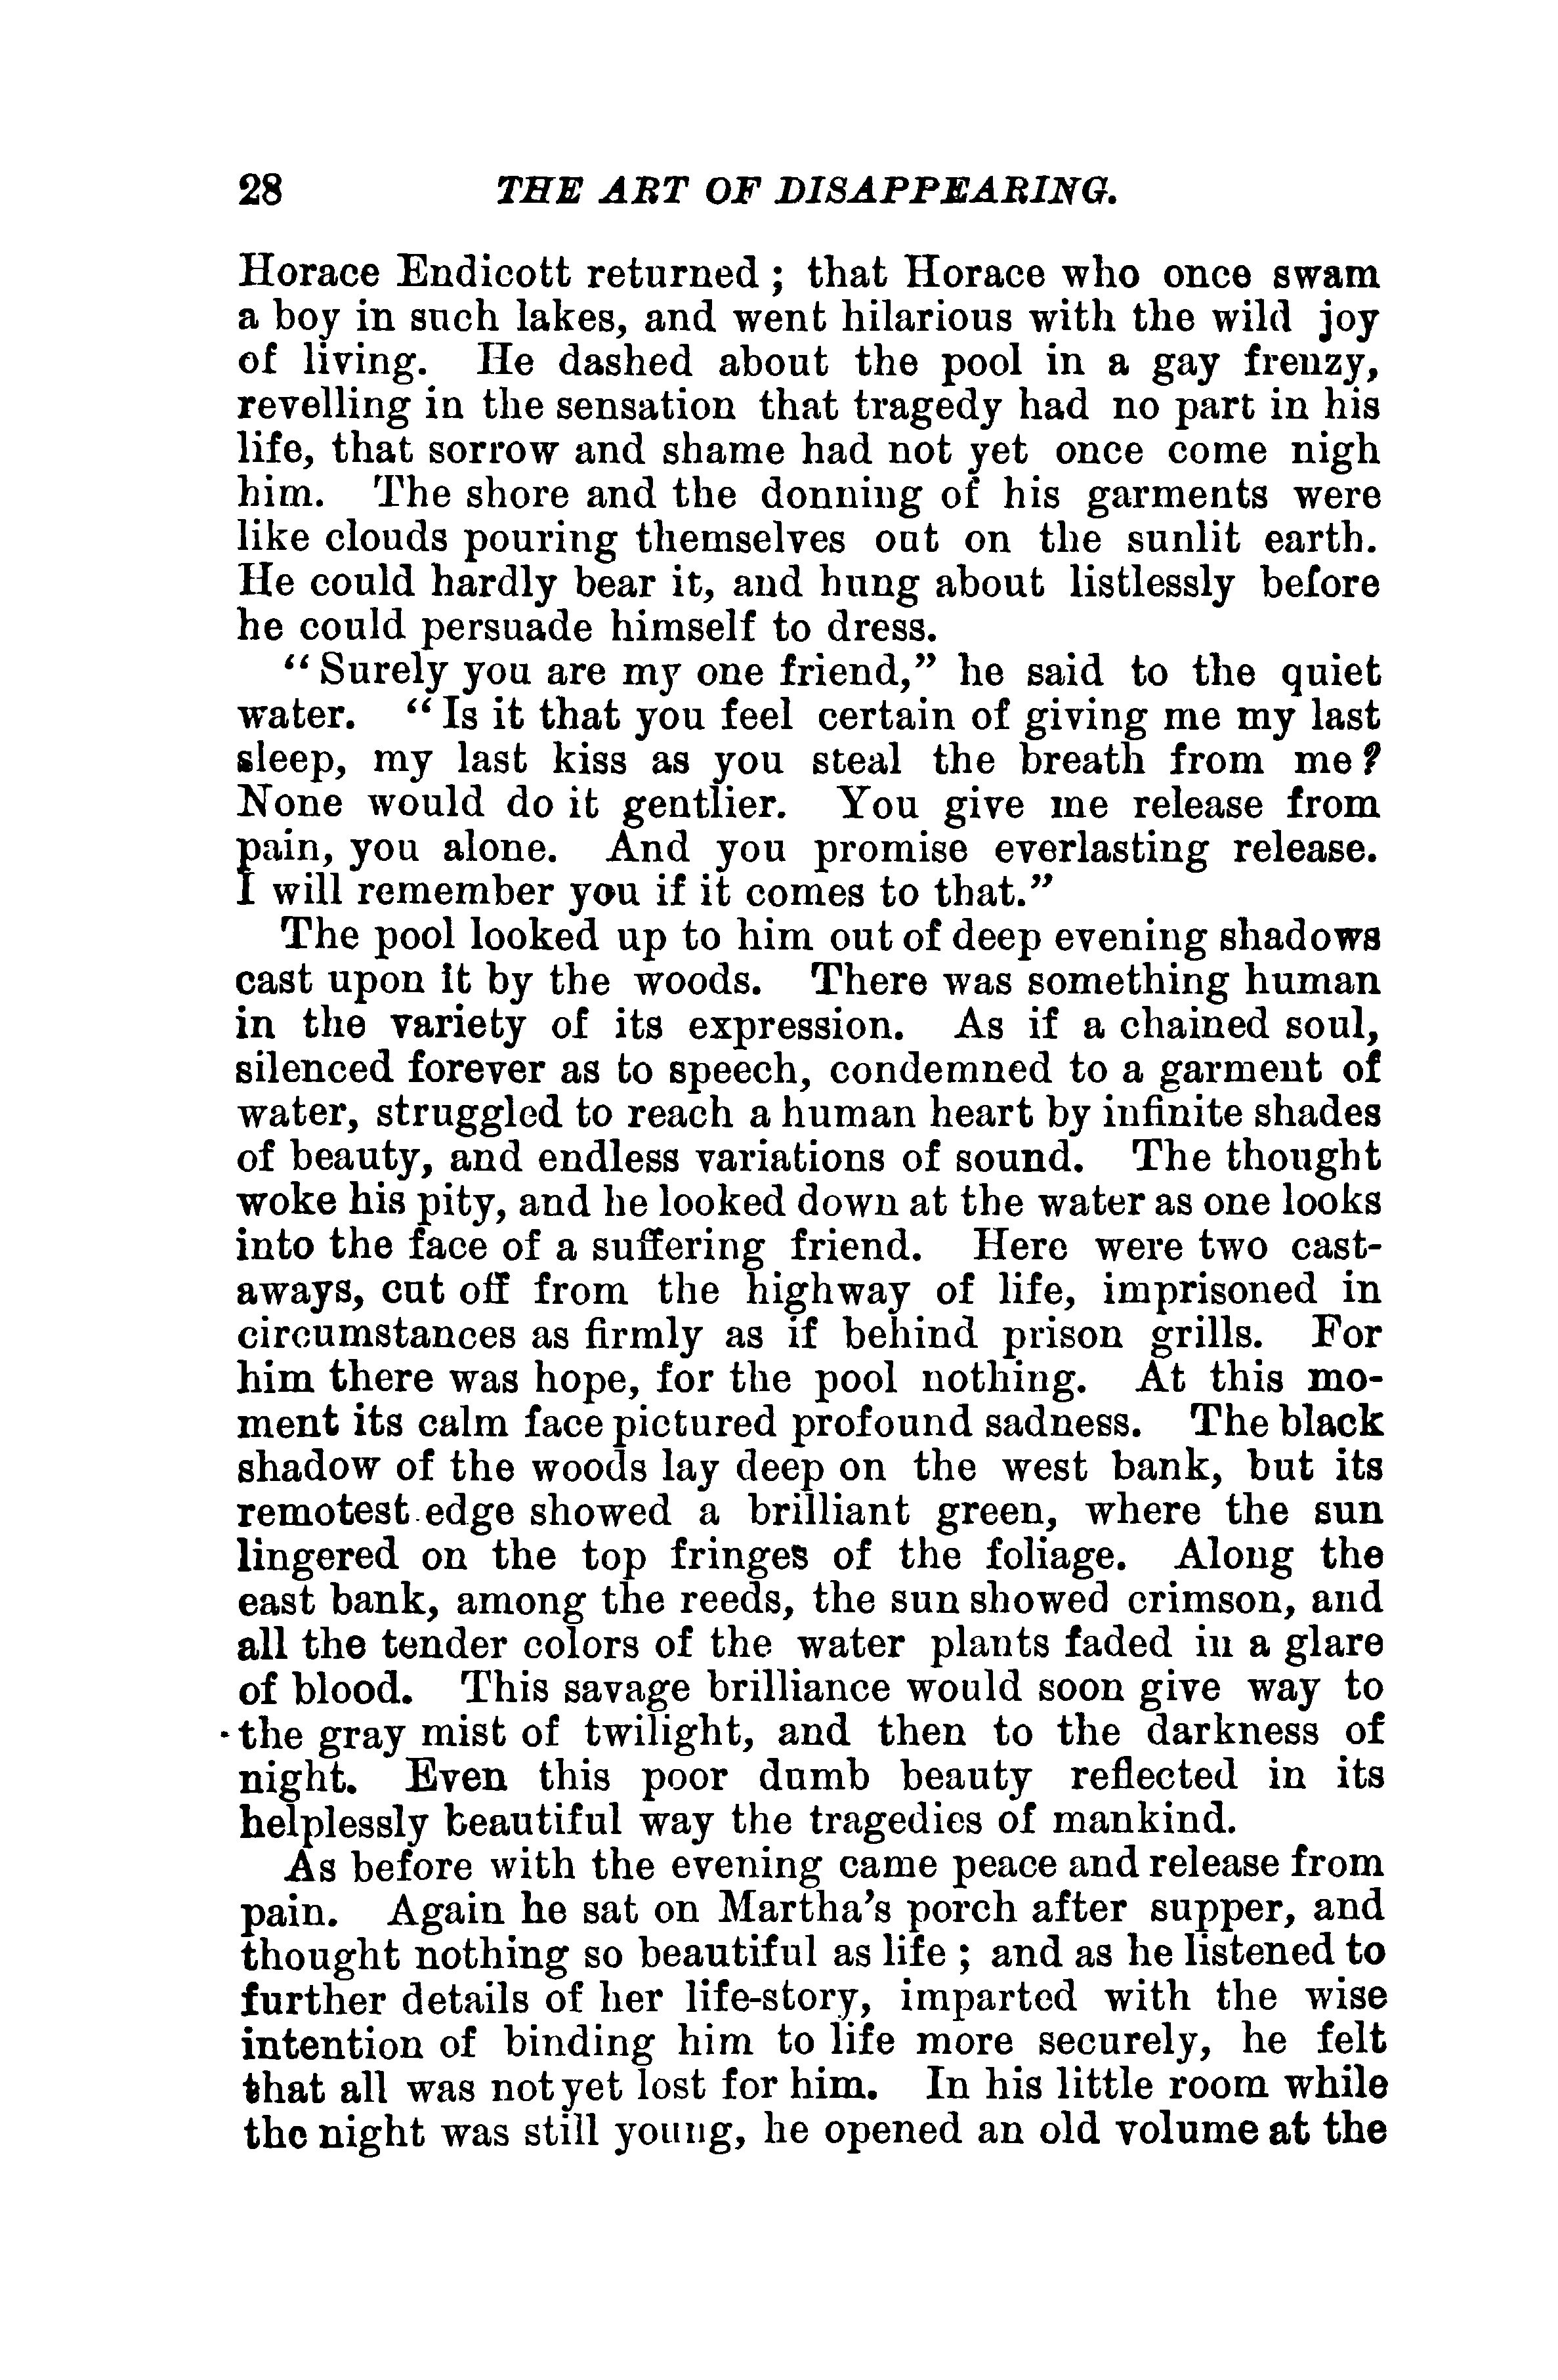 28 THE ART OF DISAPPEARING.
Horace Endicott returned ; that Horace who once swam
a boy in such lakes, and went hilarious with the wild joy
of living. He dashed about the pool in a gay frenzy,
revelling in the sensation that tragedy had no part in his
life, that sorrow and shame had not yet once come nigh
him. The shore and the donning of his garments were
like clouds pouring themselves out on the sunlit earth.
He could hardly bear it, and hung about listlessly before
he could persuade himself to dress.
“ Surely you are my one friend,” he said to the quiet
water. “ Is it that you feel certain of giving me my last
sleep, my last kiss as you steal the breath from me?
None would do it gentlier. You give me release from
pain, you alone. And you promise everlasting release.
I will remember you if it comes to that.”
The pool looked up to him out of deep evening shadows
cast upon it by the woods. There was something human
in the variety of its expression. As if a chained soul,
silenced forever as to speech, condemned to a garment of
water, struggled to reach a human heart by infinite shades
of beauty, and endless variations of sound. The thought
woke his pity, and he looked down at the water as one looks
into the face of a suffering friend. Here were two cast-
aways, cut off from the highway of life, imprisoned in
circumstances as firmly as if behind prison grills. For
him there was hope, for the pool nothing. At this mo-
ment its calm face pictured profound sadness. The black
shadow of the woods lay deep on the west bank, but its
remotest edge showed a brilliant green, where the sun
lingered on the top fringes of the foliage. Along the
east bank, among the reeds, the sun showed crimson, and
all the tender colors of the water plants faded in a glare
of blood. This savage brilliance would soon give way to
the gray mist of twilight, and then to the darkness of
night. Even this poor dumb beauty reflected in its
helplessly beautiful way the tragedies of mankind.
As before with the evening came peace and release from
pain. Again he sat on Martha’s porch after supper, and
thought nothing so beautiful as life ; and as he listened to
further details of her life-story, imparted with the wise
intention of binding him to life more securely, he felt
that all was not yet lost for him. In his little room while
the night was still young, he opened an old volume at the